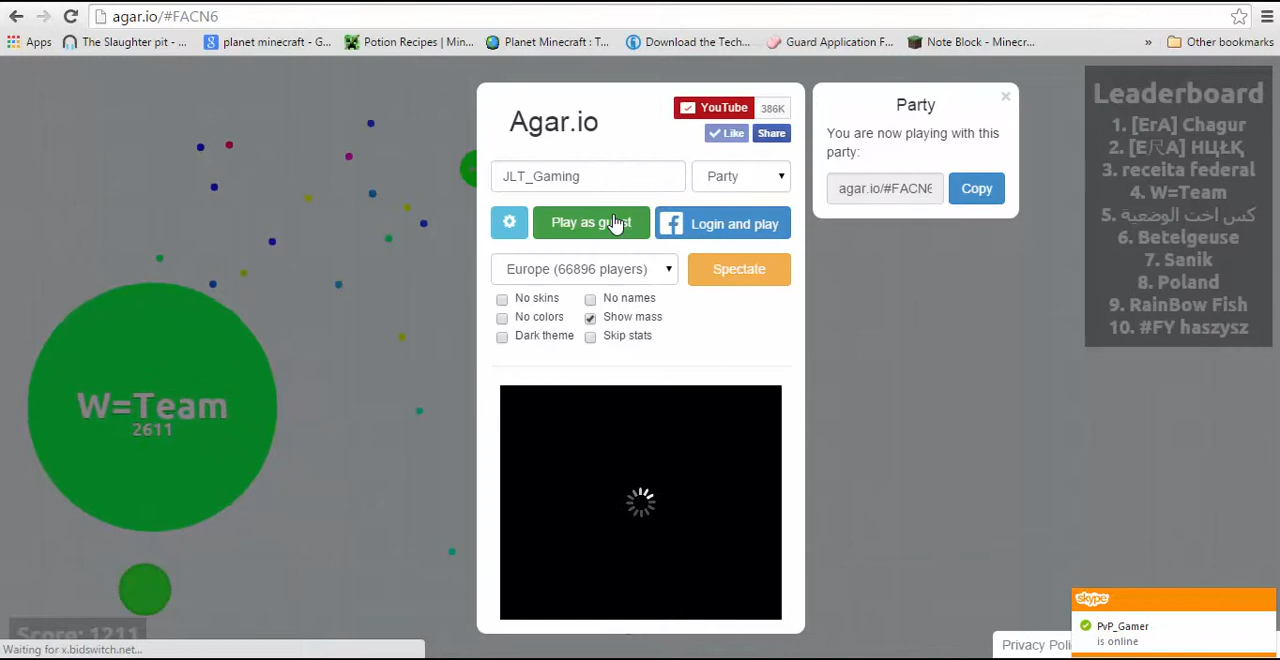 agar.io/#FACN6
Apps The Slaughter pit - ... planet minecraft - G... Potion Recipes | Min... Planet Minecraft : T... Download the Tech... Guard Application F... Note Block - Minecr... » Other bookmarks
Agar.io
YouTube 386K
Like Share
JLT_Gaming Party
Play as guest Login and play
Europe (66896 players) Spectate
No skins No names
No colors Show mass
Dark theme Skip stats
Party ×
You are now playing with this
party:
agar.io/#FACN6 Copy
Leaderboard
1. [ErA] Chagur
2. [E尺A] НЦŁҚ
3. receita federal
4. W=Team
5. كس اخت الوضعية
6. Betelgeuse
7. Sanik
8. Poland
9. RainBow Fish
10. #FY haszysz
W=Team
2611
Score: 1211
Waiting for x.bidswitch.net...
Privacy Poli
skype
PvP_Gamer
is online